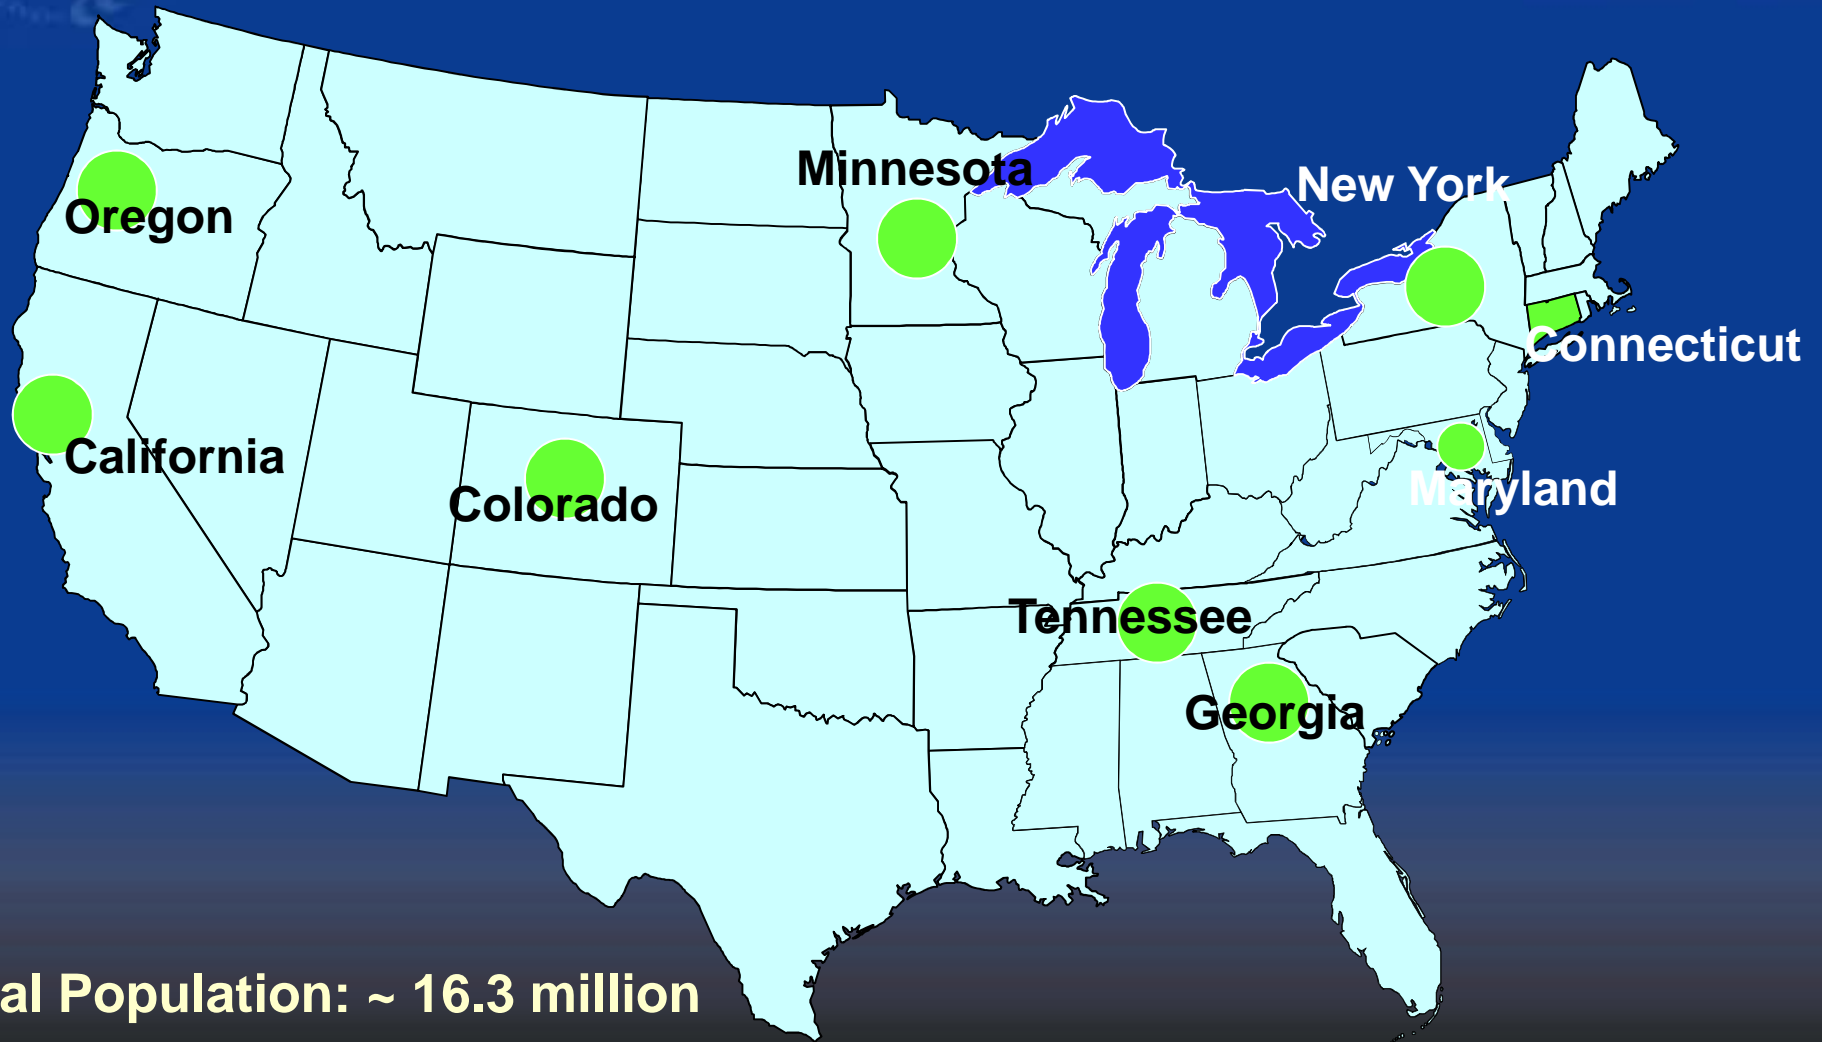 Minnesota
New York
Oregon
Connecticut
California
Colorado
Maryland
Tennessee
Georgia
al Population: ~ 16.3 million